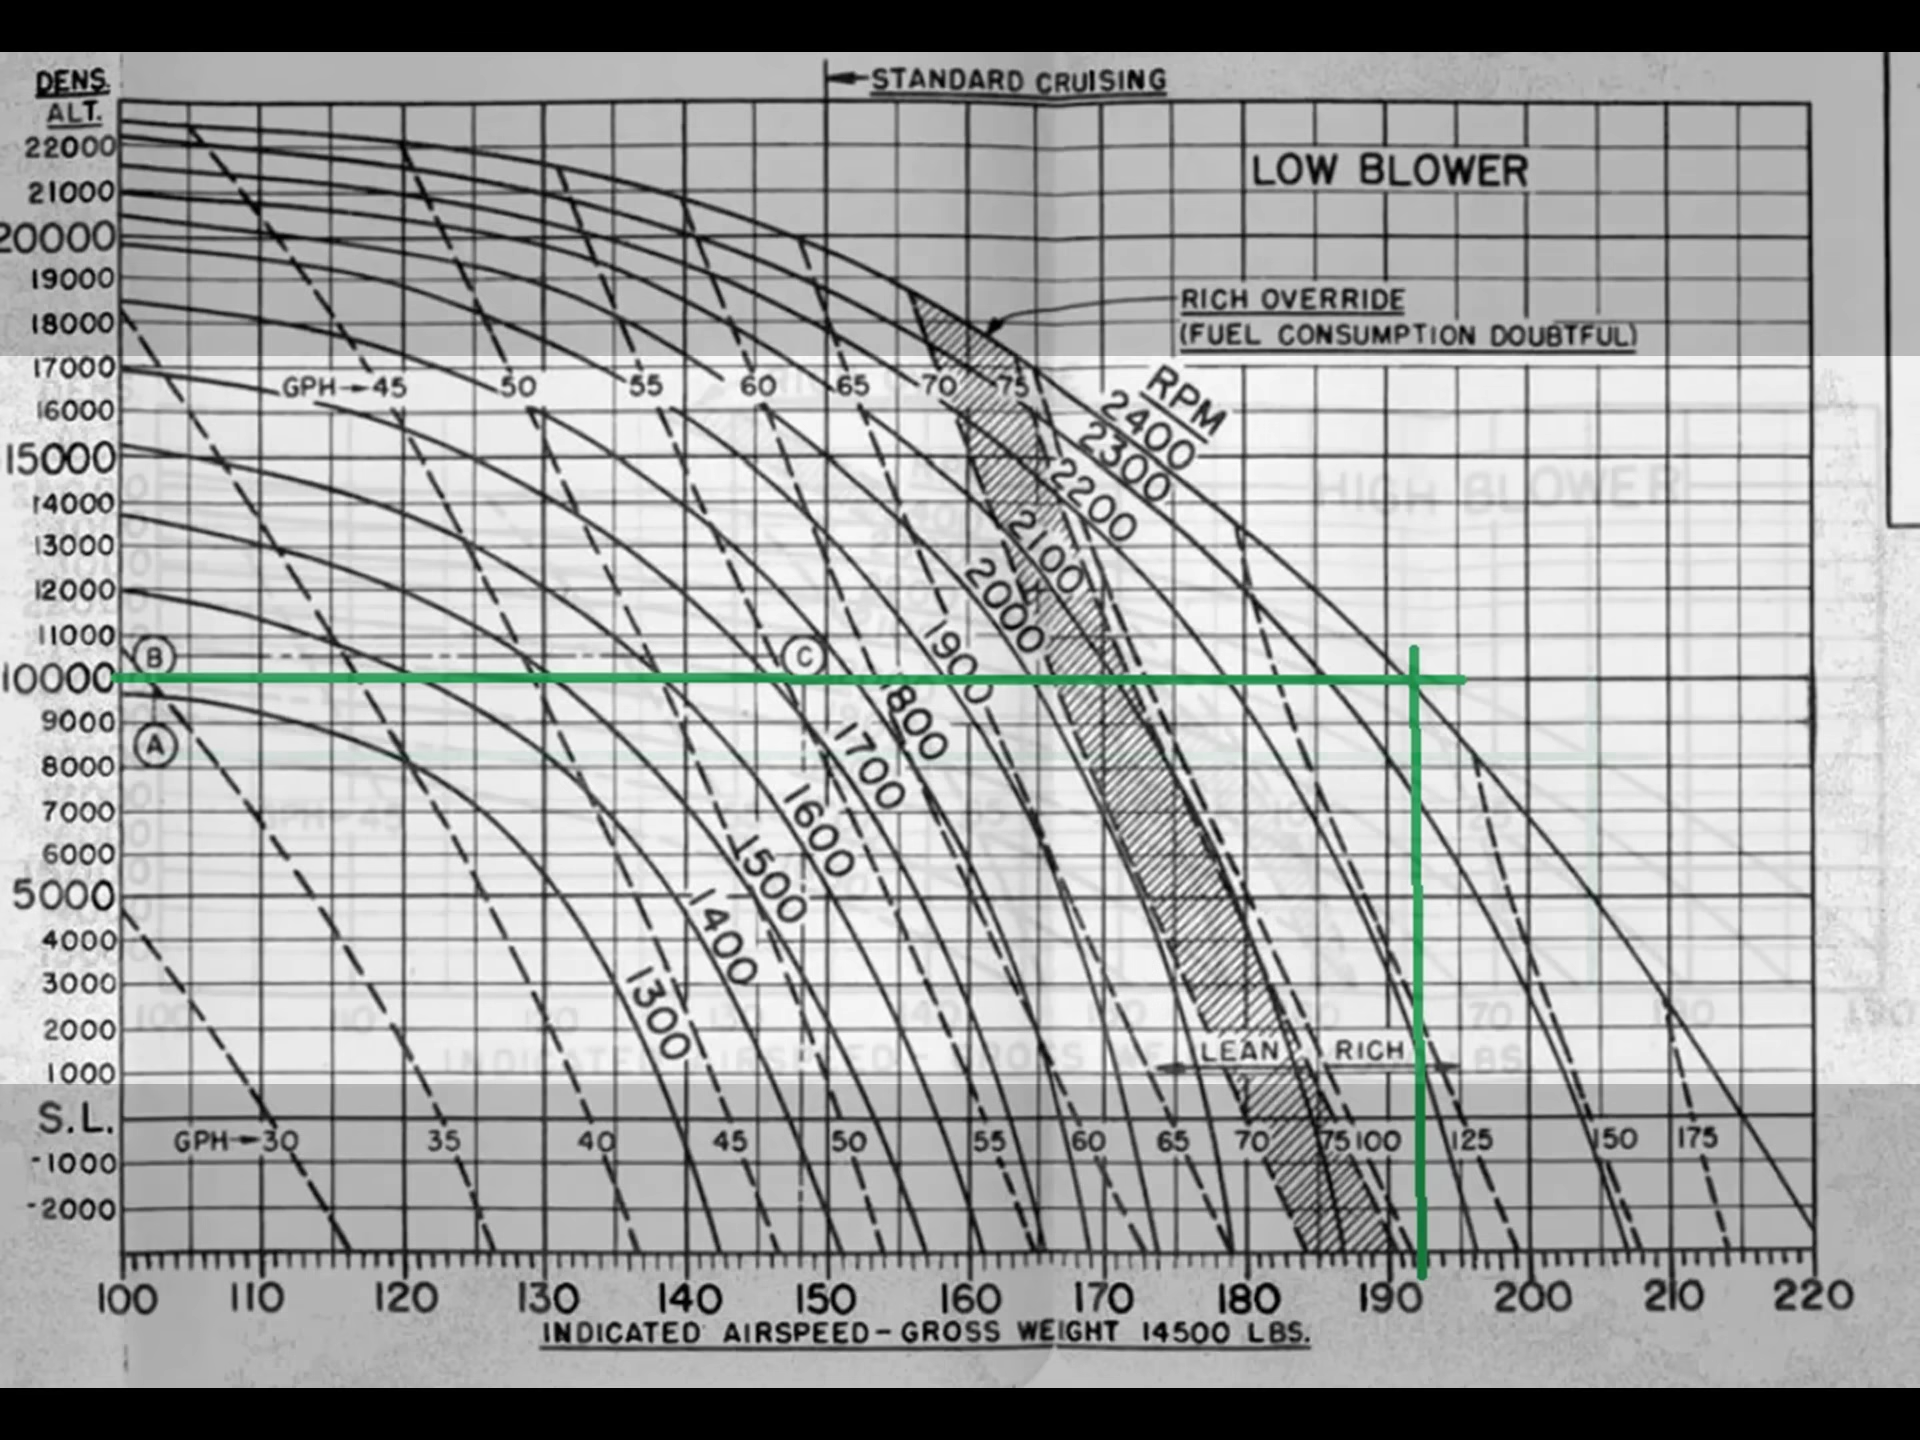 DENS.
ALT.
STANDARD CRUISING
LOW BLOWER
22000
21000
20000
19000
18000
17000
16000
15000
14000
13000
12000
11000
10000
9000
8000
7000
6000
5000
4000
3000
2000
1000
S.L.
-1000
-2000
RICH OVERRIDE
(FUEL CONSUMPTION DOUBTFUL)
GPH 45 50 55 60 65 70 75
RPM
2400
2300
2200
2100
2000
1900
1800
1700
1600
1500
1400
1300
B
C
A
HIGH BLOWER
LEAN RICH
GPH 30 35 40 45 50 55 60 65 70 75 100 125 150 175
100 110 120 130 140 150 160 170 180 190 200 210 220
INDICATED AIRSPEED - GROSS WEIGHT 14500 LBS.